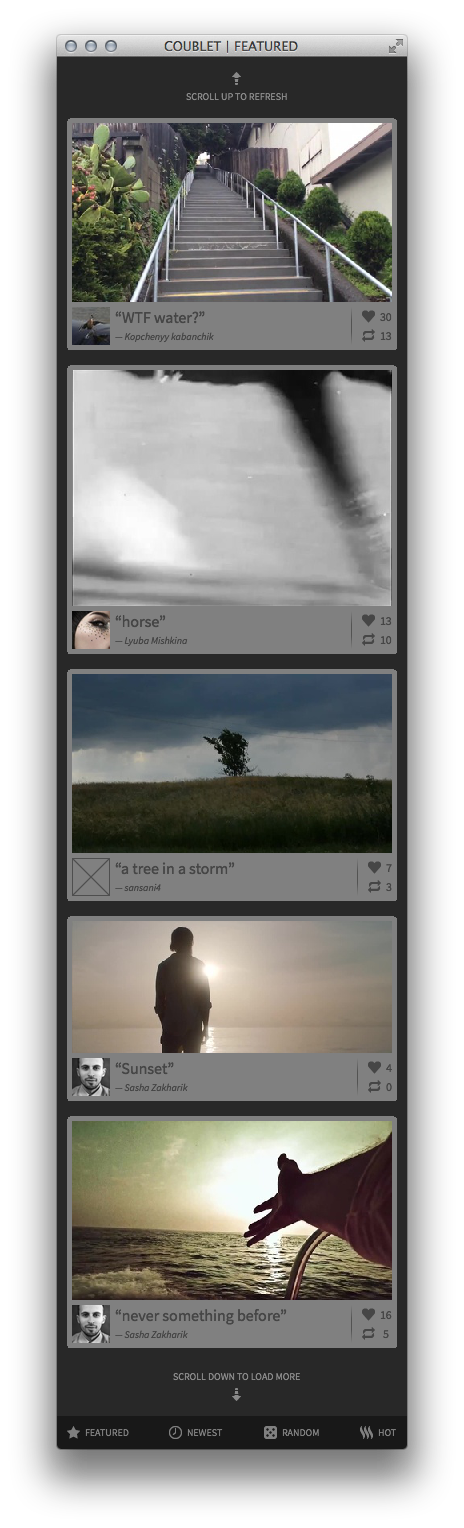 COUBLET | FEATURED
SCROLL UP TO REFRESH
“WTF water?”
— Kopchenyy kabanchik
30
13
“horse”
— Lyuba Mishkina
13
10
“a tree in a storm”
— sansani4
7
3
“Sunset”
— Sasha Zakharik
4
0
“never something before”
— Sasha Zakharik
16
5
SCROLL DOWN TO LOAD MORE
FEATURED NEWEST RANDOM HOT